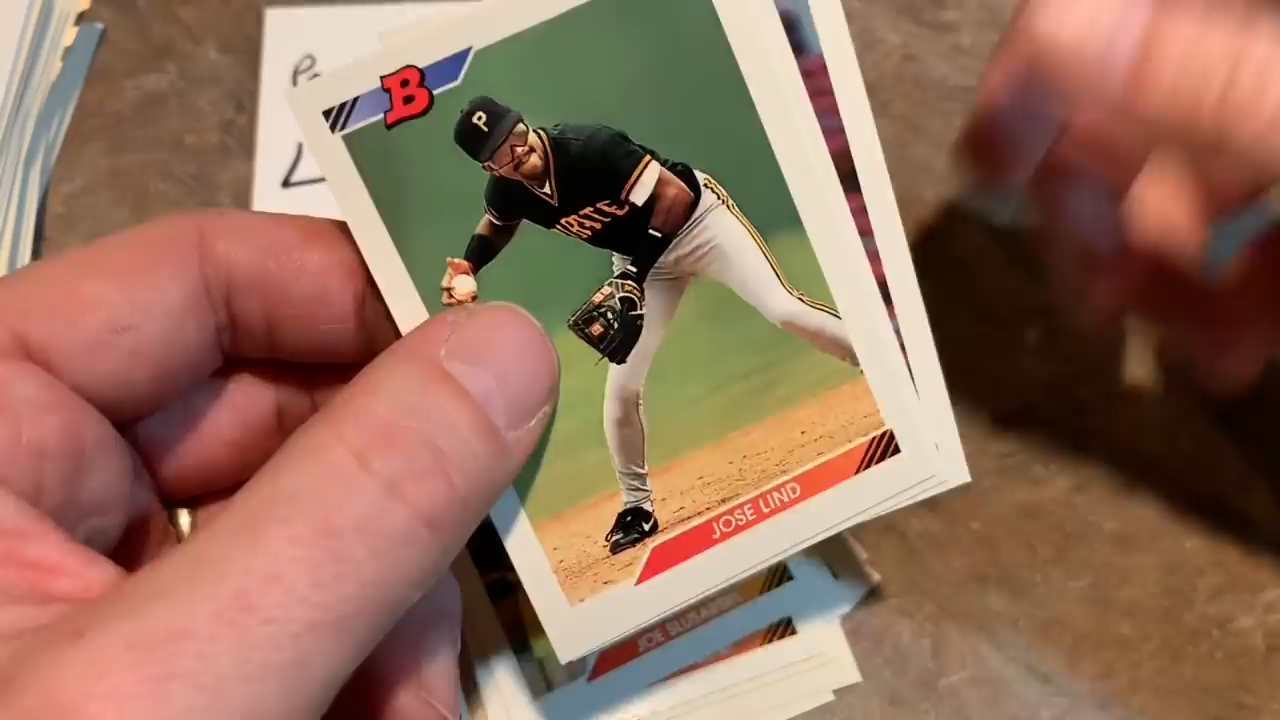 B
P
PIRATE
JOSE LIND
JOE SLUSARSKI